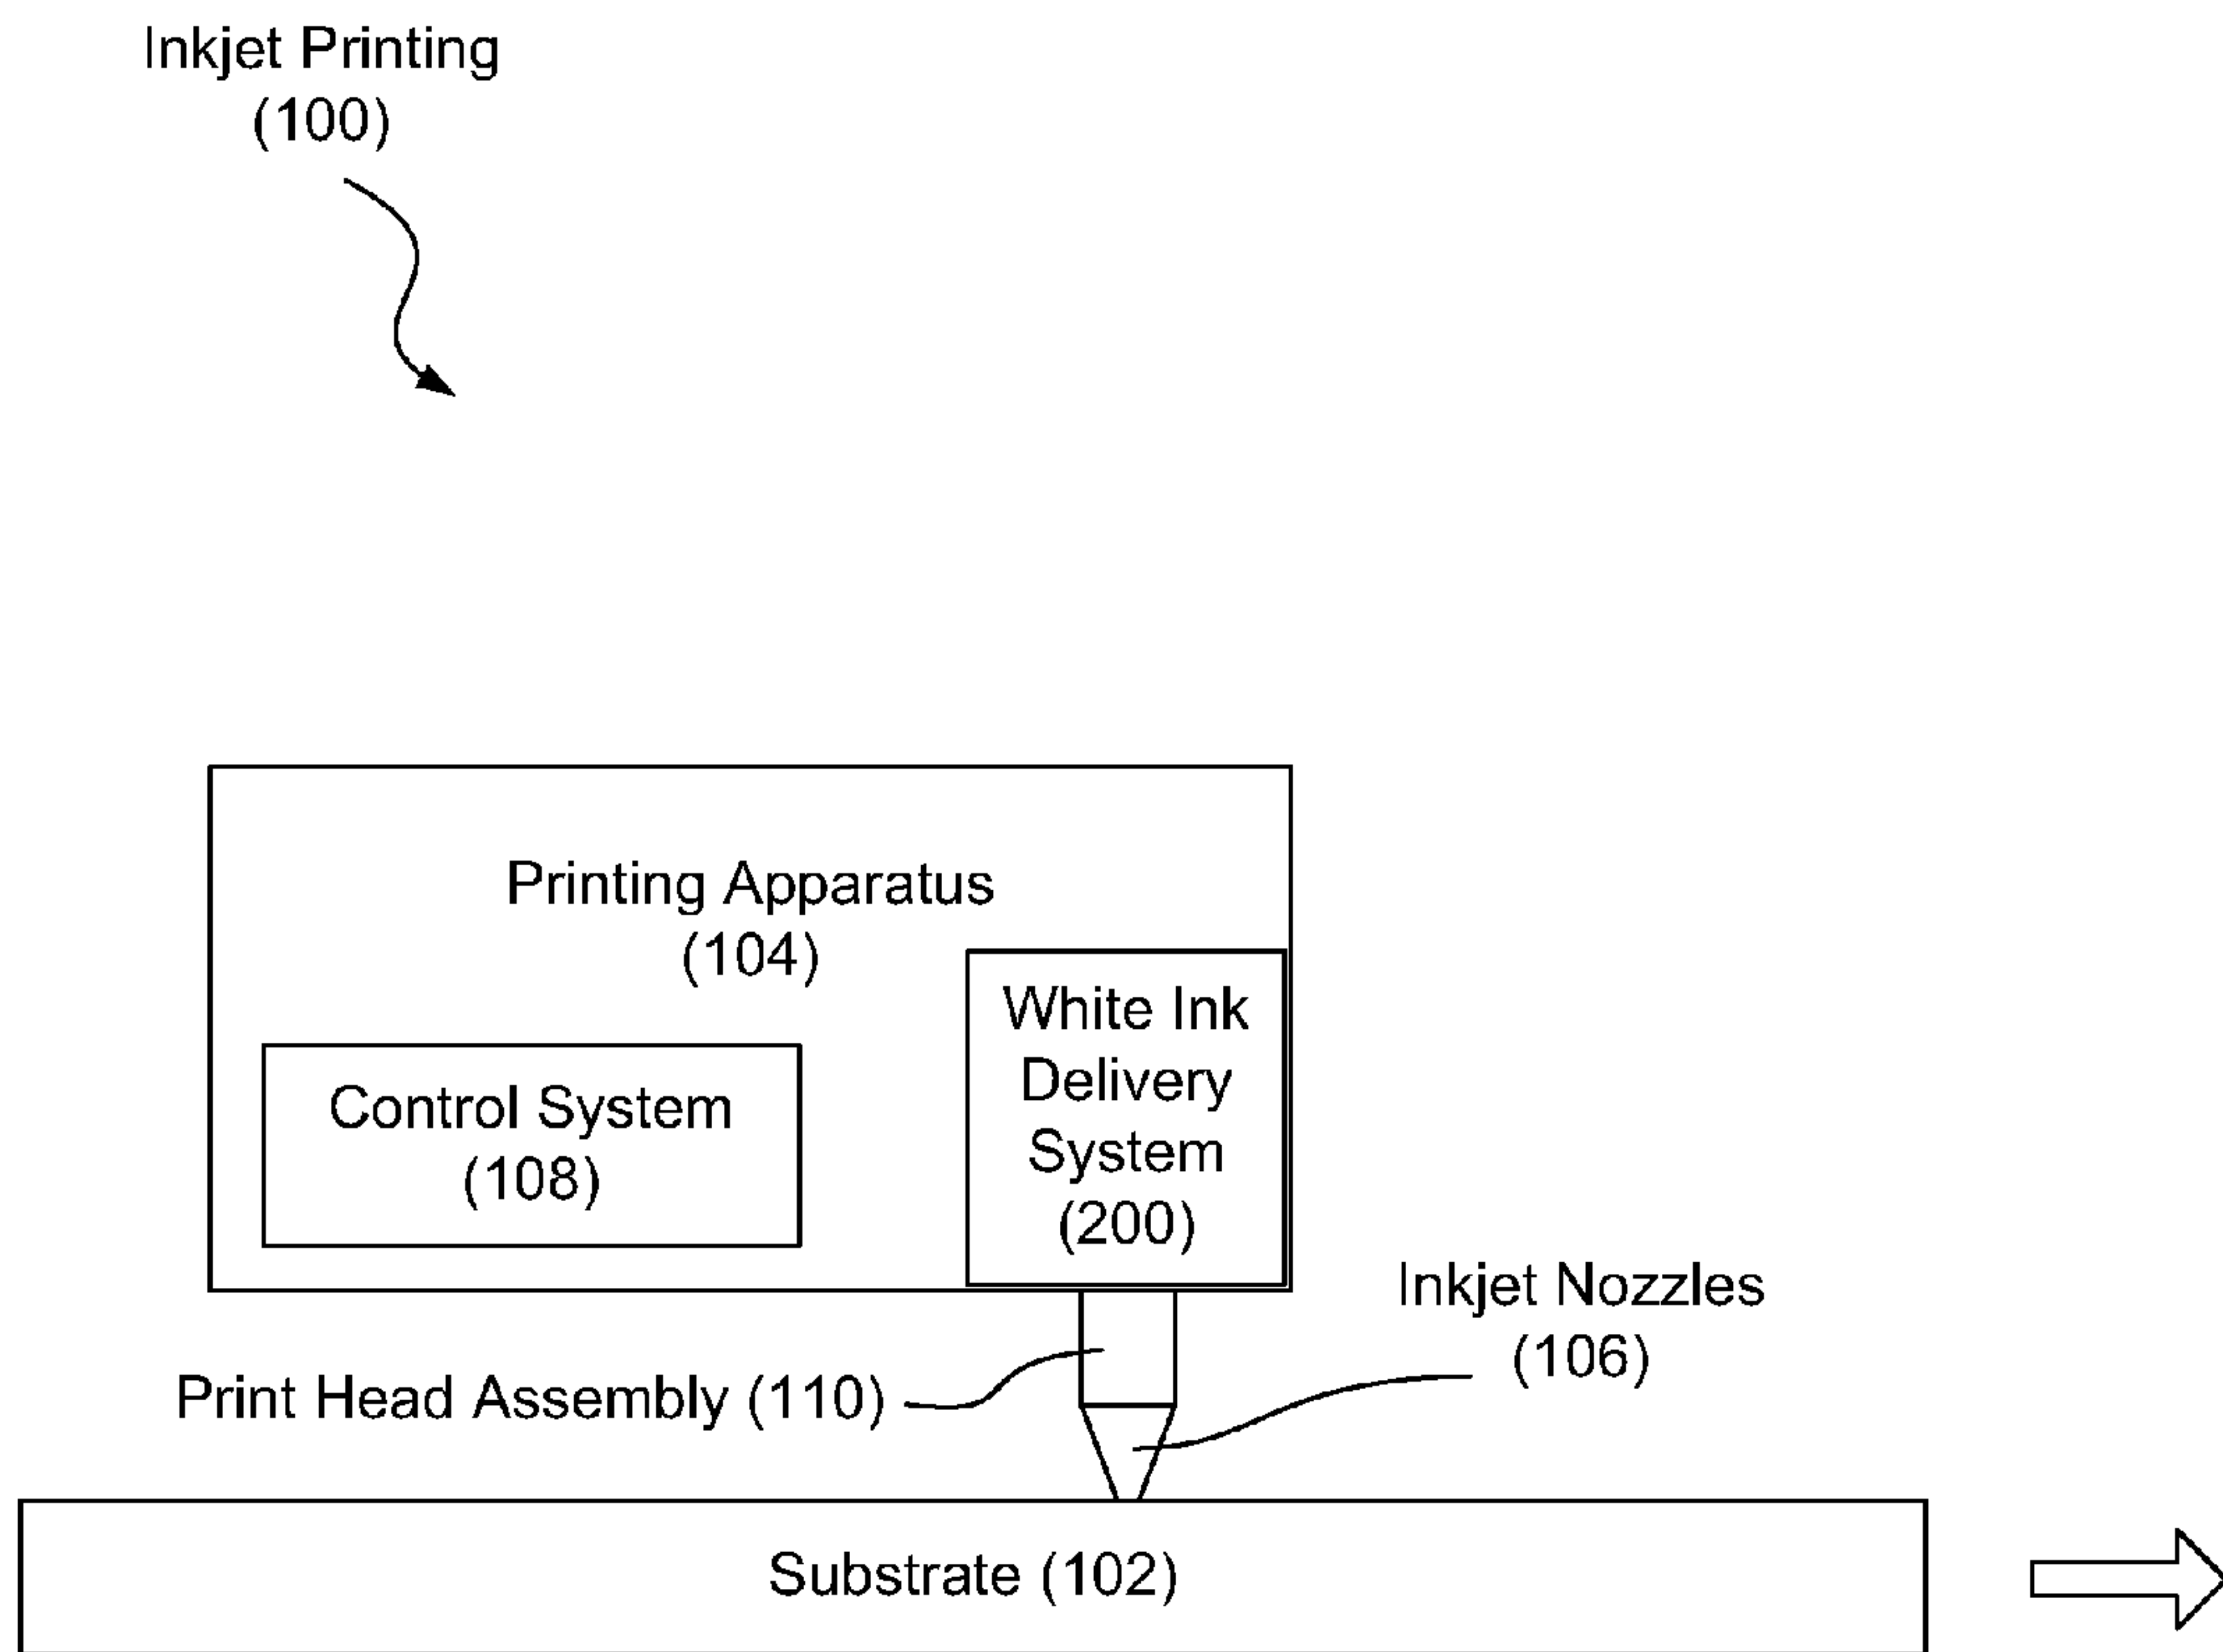 Inkjet Printing
(100)
Printing Apparatus
(104)
White Ink
Delivery
System
(200)
Control System
(108)
Inkjet Nozzles
(106)
Print Head Assembly (110)
Substrate (102)